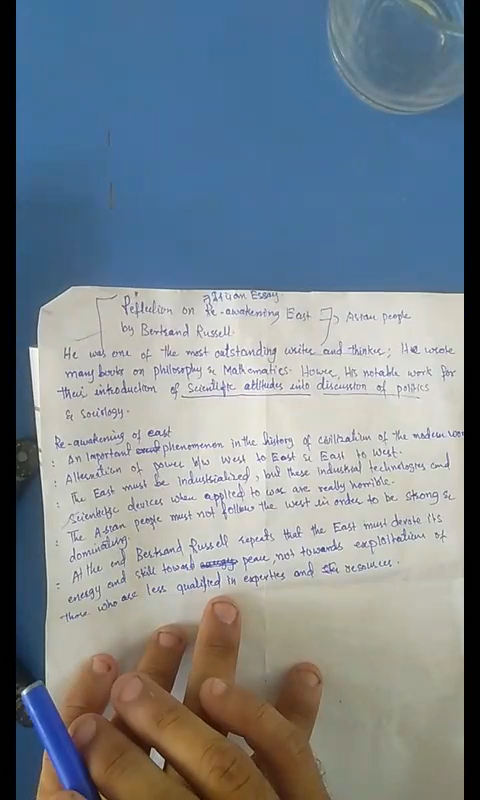 Asian Essay.
Reflection on Re-awakening East Asian people
by Bertrand Russell.
He was one of the most outstanding writer and thinker; He wrote
many books on philosophy & Mathematics. Howev, His notable work for
their introduction of Scientific attitudes into discussion of politics
& sociology.
Re-awakening of east
: An important phenomenon in the history of civilization of the modern
: Alternation of power b/w West to East & East to West.
: The East must be industrialized, but these industrial technologies and
scientific devices when applied to war are really horrible.
: The Asian people must not follow the west in order to be strong &
dominating.
= At the end Bertrand Russell repeats that the East must devote its
energy and skill toward peace, not towards exploitation of
those who are less qualified in experties and resources.